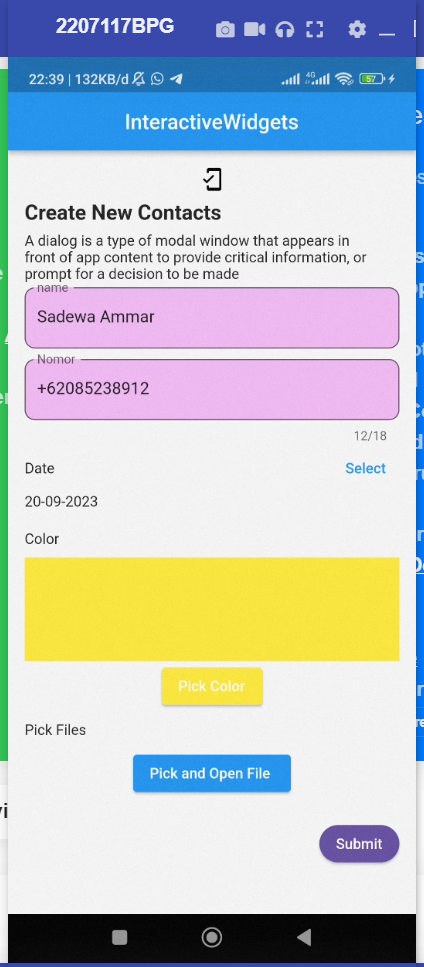 2207117BPG
22:39 | 132KB/d
4G
57
InteractiveWidgets
Create New Contacts
A dialog is a type of modal window that appears in
front of app content to provide critical information, or
prompt for a decision to be made
name
Sadewa Ammar
Nomor
+62085238912
12/18
Date
Select
20-09-2023
Color
Pick Color
Pick Files
Pick and Open File
Submit